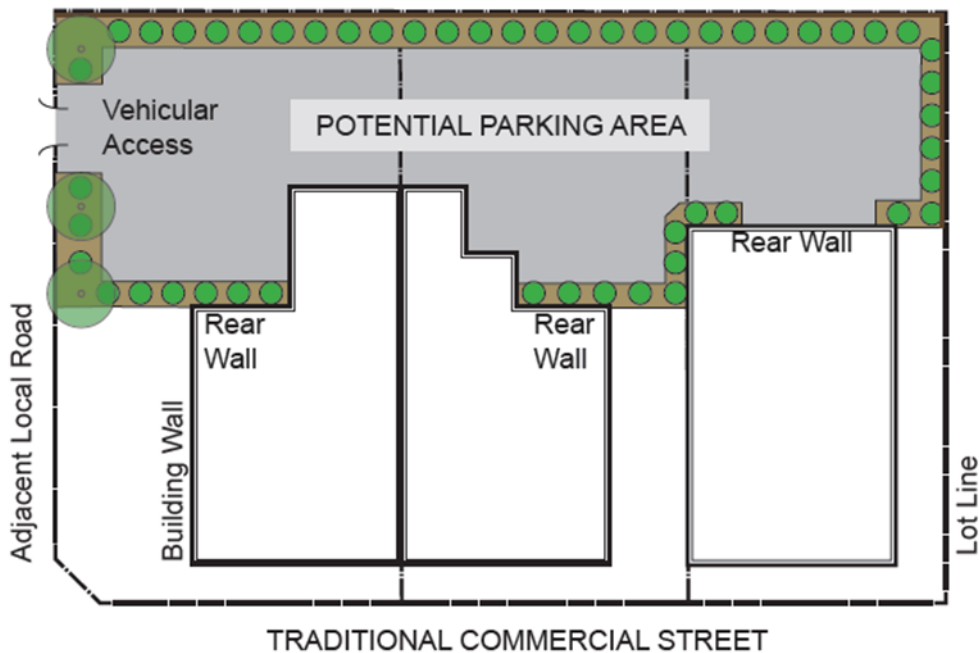 Vehicular
Access
POTENTIAL PARKING AREA
Rear Wall
Rear
Wall
Rear
Wall
Building Wall
Adjacent Local Road
Lot Line
TRADITIONAL COMMERCIAL STREET